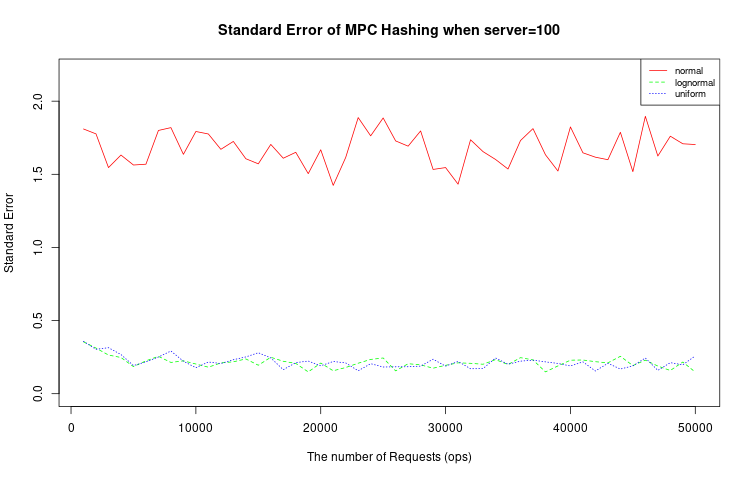 Standard Error of MPC Hashing when server=100
normal
lognormal
uniform
Standard Error
2.0
1.5
1.0
0.5
0.0
0 10000 20000 30000 40000 50000
The number of Requests (ops)